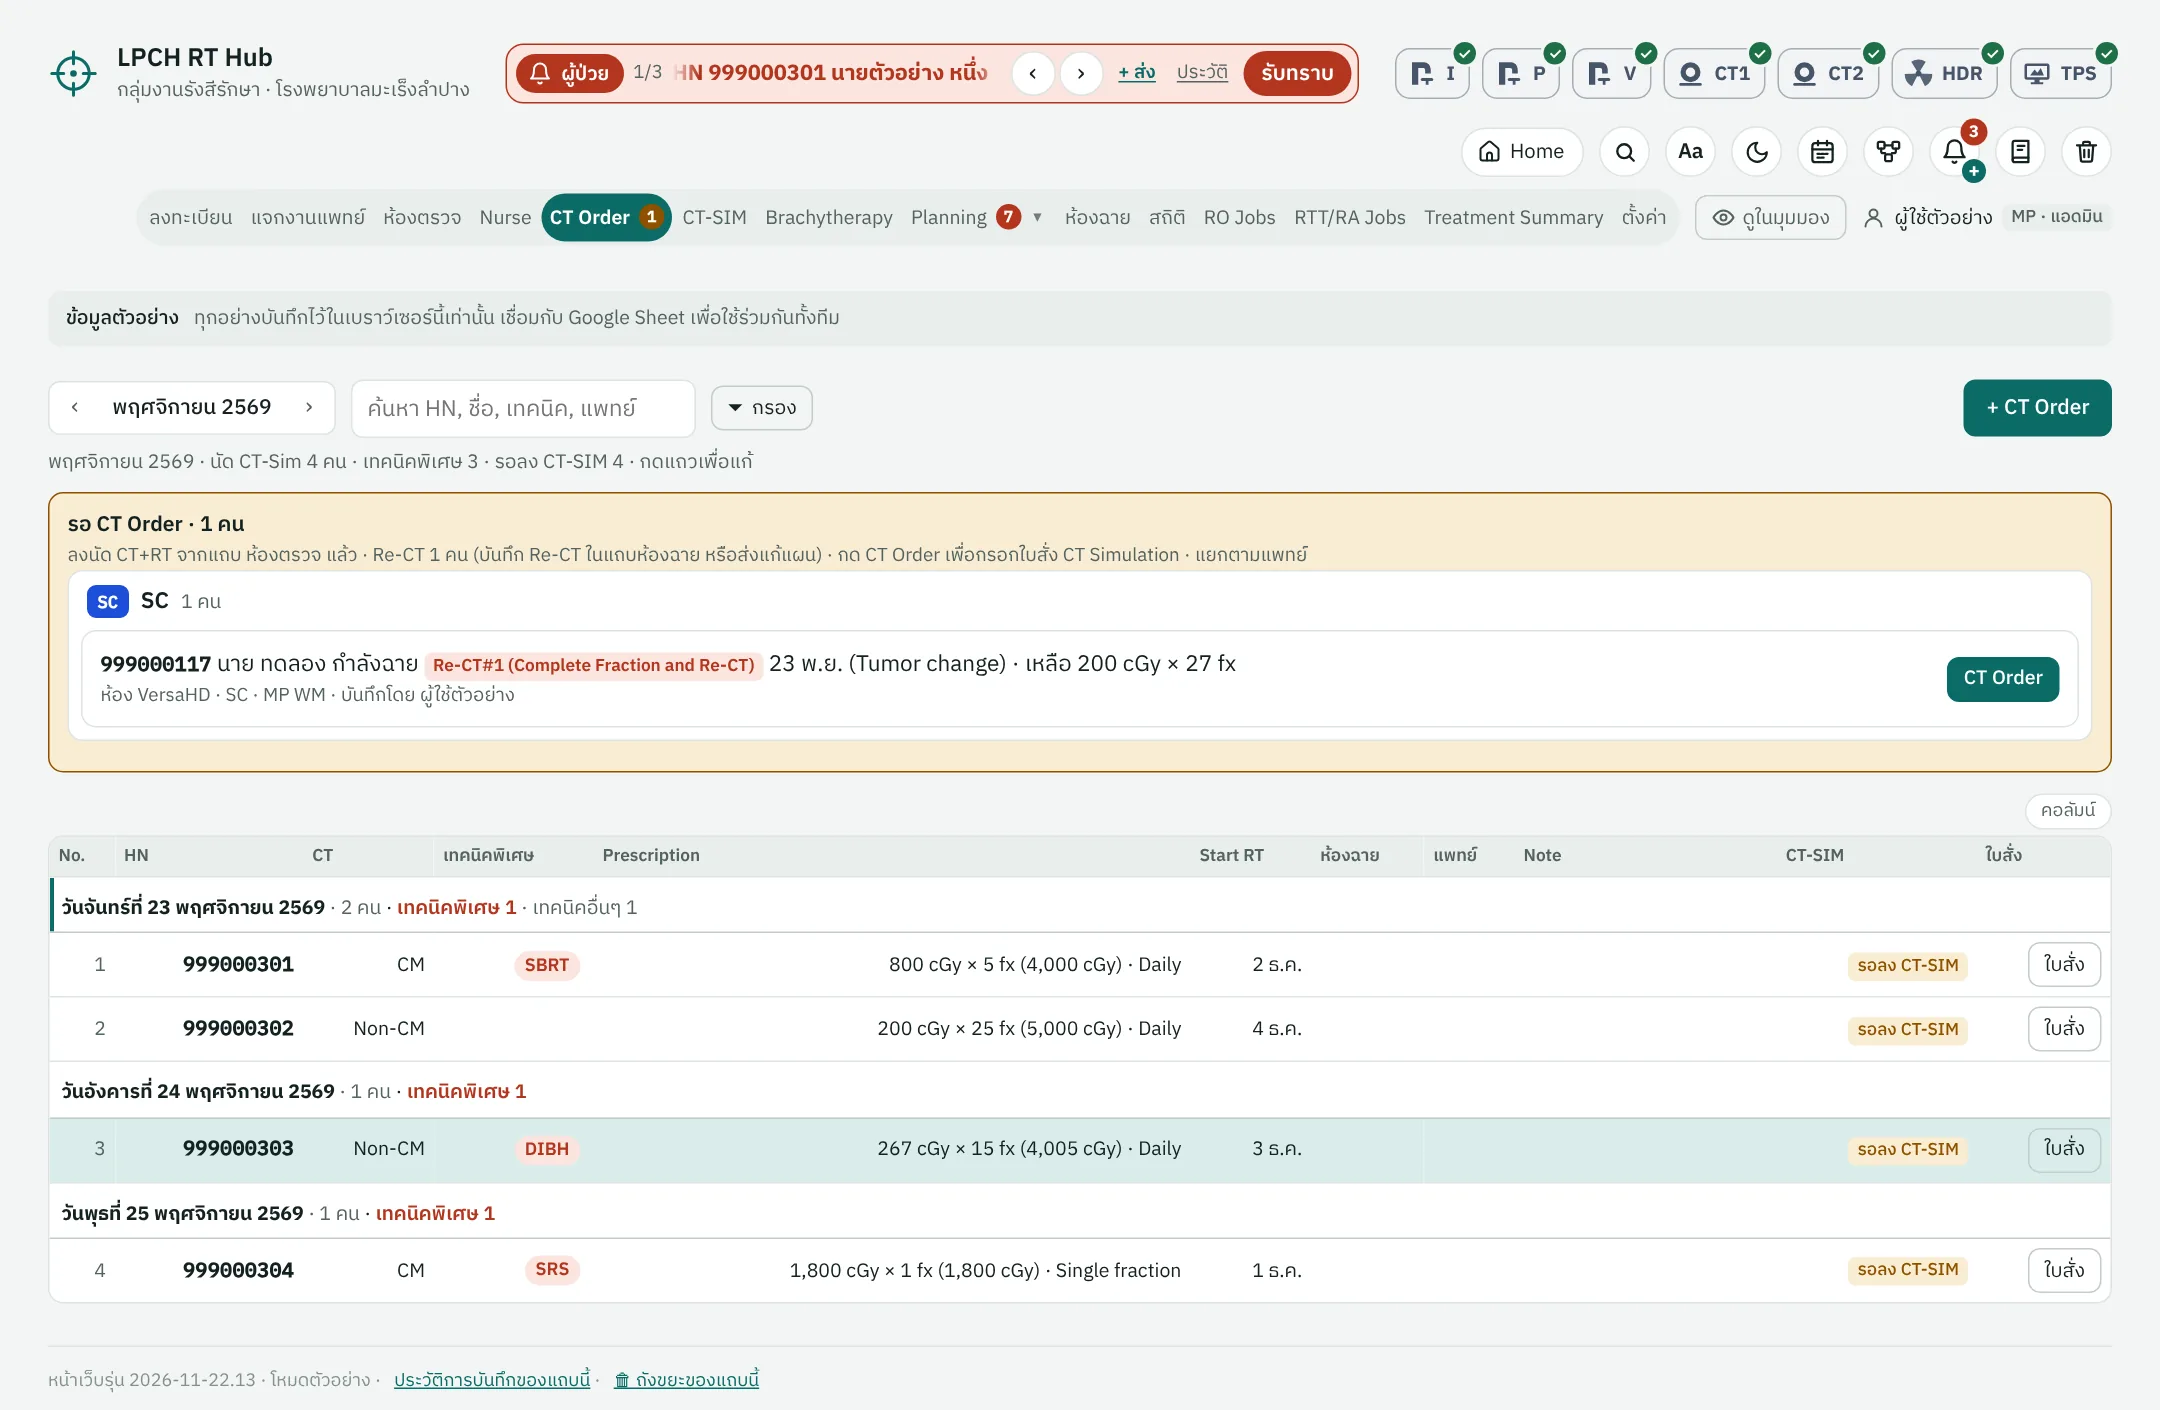 LPCH RT Hub
กลุ่มงานรังสีรักษา · โรงพยาบาลมะเร็งลำปาง
ผู้ป่วย 1/3 HN 999000301 นายตัวอย่าง หนึ่ง ‹ › + ส่ง ประวัติ รับทราบ
I P V CT1 CT2 HDR TPS
Home Aa 3 +
ลงทะเบียน แจกงานแพทย์ ห้องตรวจ Nurse CT Order 1 CT-SIM Brachytherapy Planning 7 ▼ ห้องฉาย สถิติ RO Jobs RTT/RA Jobs Treatment Summary ตั้งค่า ดูในมุมมอง ผู้ใช้ตัวอย่าง MP · แอดมิน
ข้อมูลตัวอย่าง ทุกอย่างบันทึกไว้ในเบราว์เซอร์นี้เท่านั้น เชื่อมกับ Google Sheet เพื่อใช้ร่วมกันทั้งทีม
‹ พฤศจิกายน 2569 › ค้นหา HN, ชื่อ, เทคนิค, แพทย์ ▼ กรอง + CT Order
พฤศจิกายน 2569 · นัด CT-Sim 4 คน · เทคนิคพิเศษ 3 · รอลง CT-SIM 4 · กดแถวเพื่อแก้
รอ CT Order · 1 คน
ลงนัด CT+RT จากแถบ ห้องตรวจ แล้ว · Re-CT 1 คน (บันทึก Re-CT ในแถบห้องฉาย หรือส่งแก้แผน) · กด CT Order เพื่อกรอกใบสั่ง CT Simulation · แยกตามแพทย์
SC SC 1 คน
999000117 นาย ทดลอง กำลังฉาย Re-CT#1 (Complete Fraction and Re-CT) 23 พ.ย. (Tumor change) · เหลือ 200 cGy × 27 fx
ห้อง VersaHD · SC · MP WM · บันทึกโดย ผู้ใช้ตัวอย่าง
CT Order
คอลัมน์
No. HN CT เทคนิคพิเศษ Prescription Start RT ห้องฉาย แพทย์ Note CT-SIM ใบสั่ง
วันจันทร์ที่ 23 พฤศจิกายน 2569 · 2 คน · เทคนิคพิเศษ 1 · เทคนิคอื่นๆ 1
1 999000301 CM SBRT 800 cGy × 5 fx (4,000 cGy) · Daily 2 ธ.ค. รอลง CT-SIM ใบสั่ง
2 999000302 Non-CM 200 cGy × 25 fx (5,000 cGy) · Daily 4 ธ.ค. รอลง CT-SIM ใบสั่ง
วันอังคารที่ 24 พฤศจิกายน 2569 · 1 คน · เทคนิคพิเศษ 1
3 999000303 Non-CM DIBH 267 cGy × 15 fx (4,005 cGy) · Daily 3 ธ.ค. รอลง CT-SIM ใบสั่ง
วันพุธที่ 25 พฤศจิกายน 2569 · 1 คน · เทคนิคพิเศษ 1
4 999000304 CM SRS 1,800 cGy × 1 fx (1,800 cGy) · Single fraction 1 ธ.ค. รอลง CT-SIM ใบสั่ง
หน้าเว็บรุ่น 2026-11-22.13 · โหมดตัวอย่าง · ประวัติการบันทึกของแถบนี้ · ถังขยะของแถบนี้